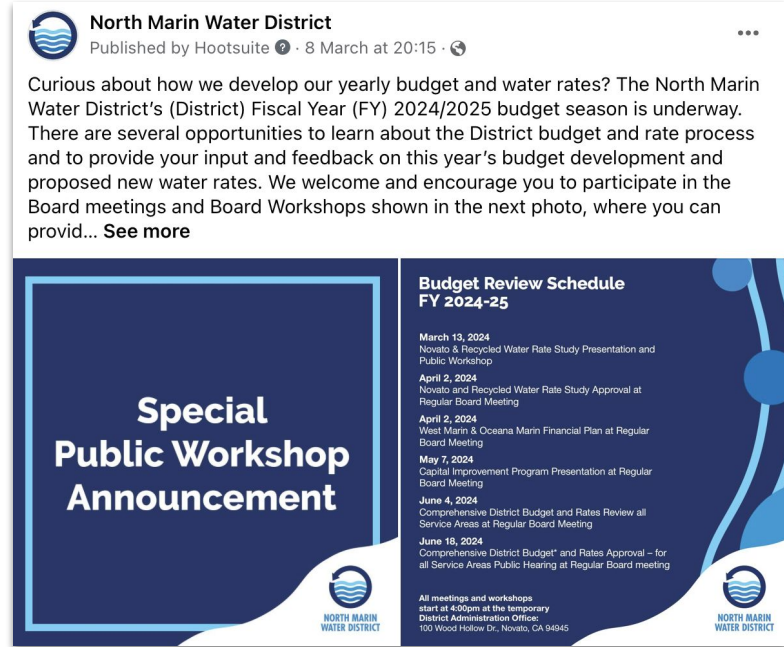 North Marin Water District
Published by Hootsuite ? · 8 March at 20:15 ·
Curious about how we develop our yearly budget and water rates? The North Marin
Water District's (District) Fiscal Year (FY) 2024/2025 budget season is underway.
There are several opportunities to learn about the District budget and rate process
and to provide your input and feedback on this year's budget development and
proposed new water rates. We welcome and encourage you to participate in the
Board meetings and Board Workshops shown in the next photo, where you can
provid... See more
Special
Public Workshop
Announcement
NORTH MARIN
WATER DISTRICT
Budget Review Schedule
FY 2024-25
March 13, 2024
Novato & Recycled Water Rate Study Presentation and
Public Workshop
April 2, 2024
Novato and Recycled Water Rate Study Approval at
Regular Board Meeting
April 2, 2024
West Marin & Oceana Marin Financial Plan at Regular
Board Meeting
May 7, 2024
Capital Improvement Program Presentation at Regular
Board Meeting
June 4, 2024
Comprehensive District Budget and Rates Review all
Service Areas at Regular Board Meeting
June 18, 2024
Comprehensive District Budget* and Rates Approval – for
all Service Areas Public Hearing at Regular Board meeting
All meetings and workshops
start at 4:00pm at the temporary
District Administration Office:
100 Wood Hollow Dr., Novato, CA 94945
NORTH MARIN
WATER DISTRICT